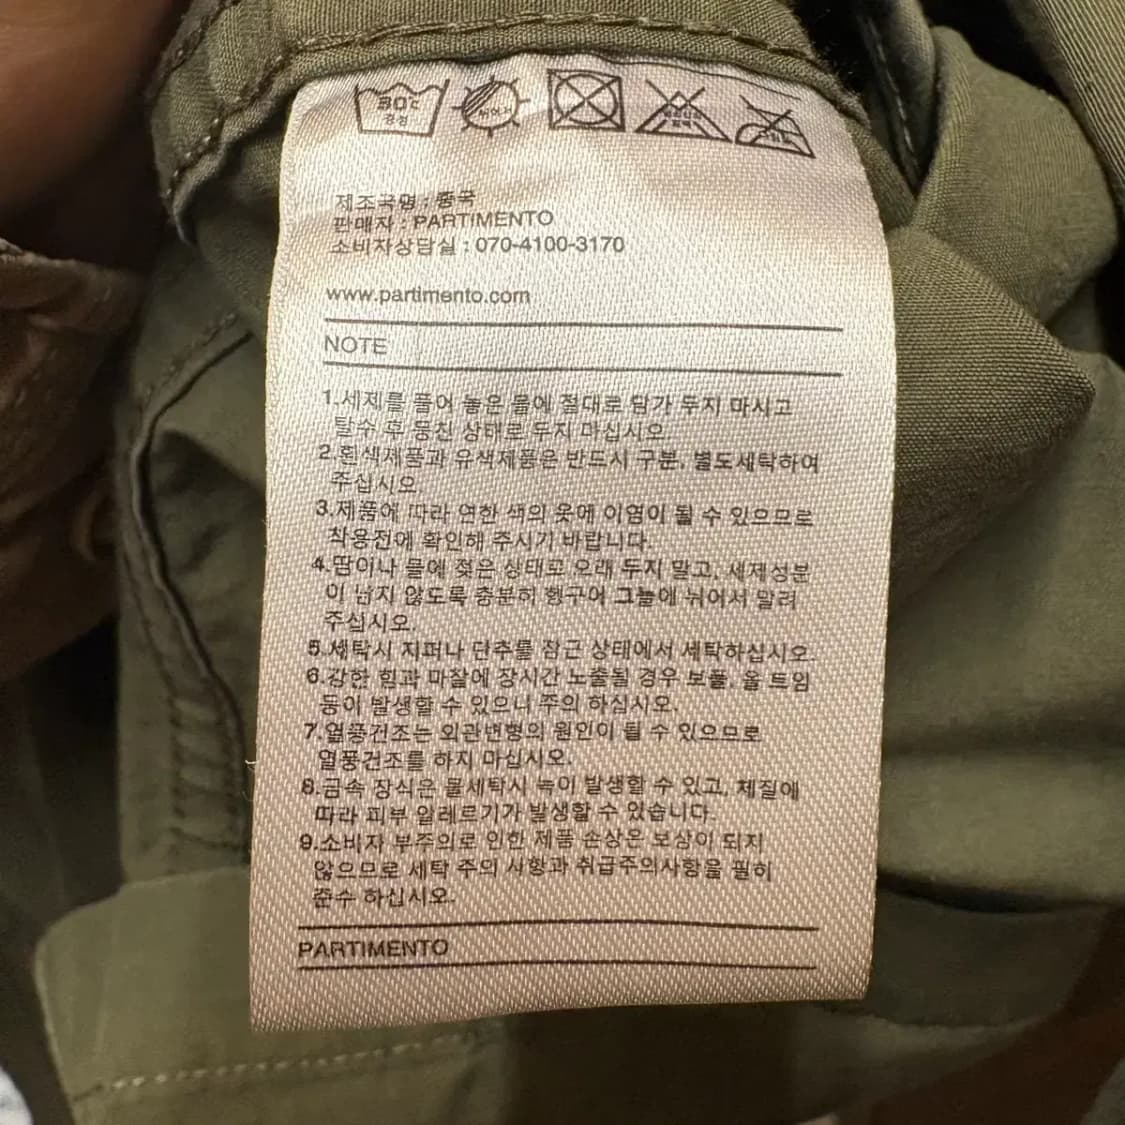 30℃
중성
제조국명 : 중국
판매자 : PARTIMENTO
소비자상담실 : 070-4100-3170
www.partimento.com
NOTE
1.세제를 풀어 놓은 물에 절대로 담가 두지 마시고
탈수 후 뭉친 상태로 두지 마십시오.
2.흰색제품과 유색제품은 반드시 구분, 별도세탁하여
주십시오.
3.제품에 따라 연한 색의 옷에 이염이 될 수 있으므로
착용전에 확인해 주시기 바랍니다.
4.땀이나 물에 젖은 상태로 오래 두지 말고, 세제성분
이 남지 않도록 충분히 헹구어 그늘에 뉘어서 말려
주십시오.
5.세탁시 지퍼나 단추를 잠근 상태에서 세탁하십시오.
6.강한 힘과 마찰에 장시간 노출될 경우 보풀, 올 트임
등이 발생할 수 있으니 주의 하십시오.
7.열풍건조는 외관변형의 원인이 될 수 있으므로
열풍건조를 하지 마십시오.
8.금속 장식은 물세탁시 녹이 발생할 수 있고, 체질에
따라 피부 알레르기가 발생할 수 있습니다.
9.소비자 부주의로 인한 제품 손상은 보상이 되지
않으므로 세탁 주의 사항과 취급주의사항을 필히
준수 하십시오.
PARTIMENTO